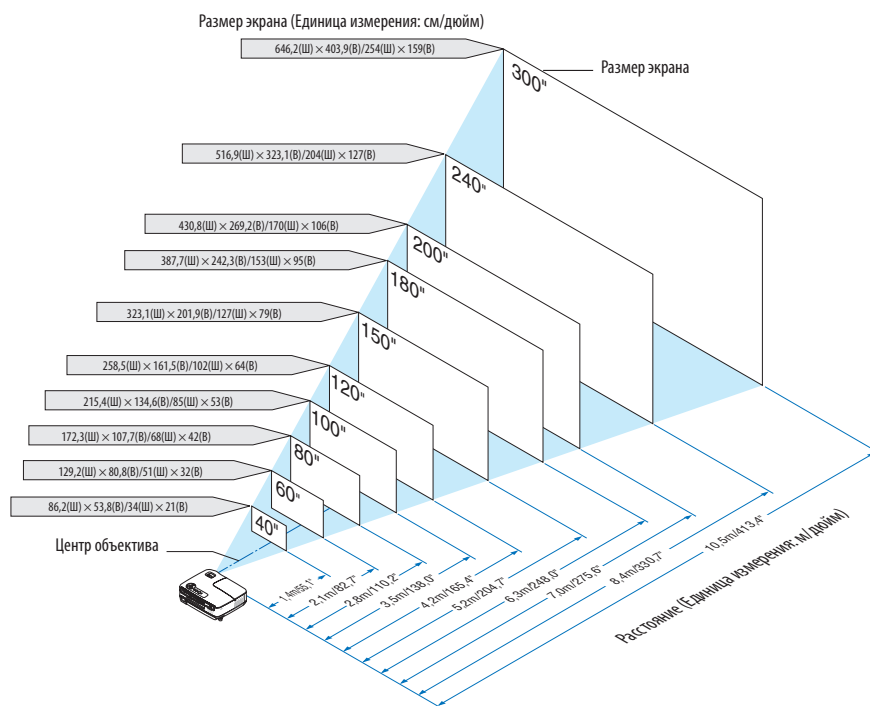 Размер экрана (Единица измерения: см/дюйм)
646,2(Ш) × 403,9(В)/254(Ш) × 159(В)
Размер экрана
300"
516,9(Ш) × 323,1(В)/204(Ш) × 127(В)
240"
430,8(Ш) × 269,2(В)/170(Ш) × 106(В)
200"
387,7(Ш) × 242,3(В)/153(Ш) × 95(В)
180"
323,1(Ш) × 201,9(В)/127(Ш) × 79(В)
150"
258,5(Ш) × 161,5(В)/102(Ш) × 64(В)
120"
215,4(Ш) × 134,6(В)/85(Ш) × 53(В)
100"
172,3(Ш) × 107,7(В)/68(Ш) × 42(В)
80"
129,2(Ш) × 80,8(В)/51(Ш) × 32(В)
60"
86,2(Ш) × 53,8(В)/34(Ш) × 21(В)
40"
Центр объектива
1,4m/55,1"
2,1m/82,7"
2,8m/110,2"
3,5m/138,0"
4,2m/165,4"
5,2m/204,7"
6,3m/248,0"
7,0m/275,6"
8,4m/330,7"
10,5m/413,4"
Расстояние (Единица измерения: м/дюйм)